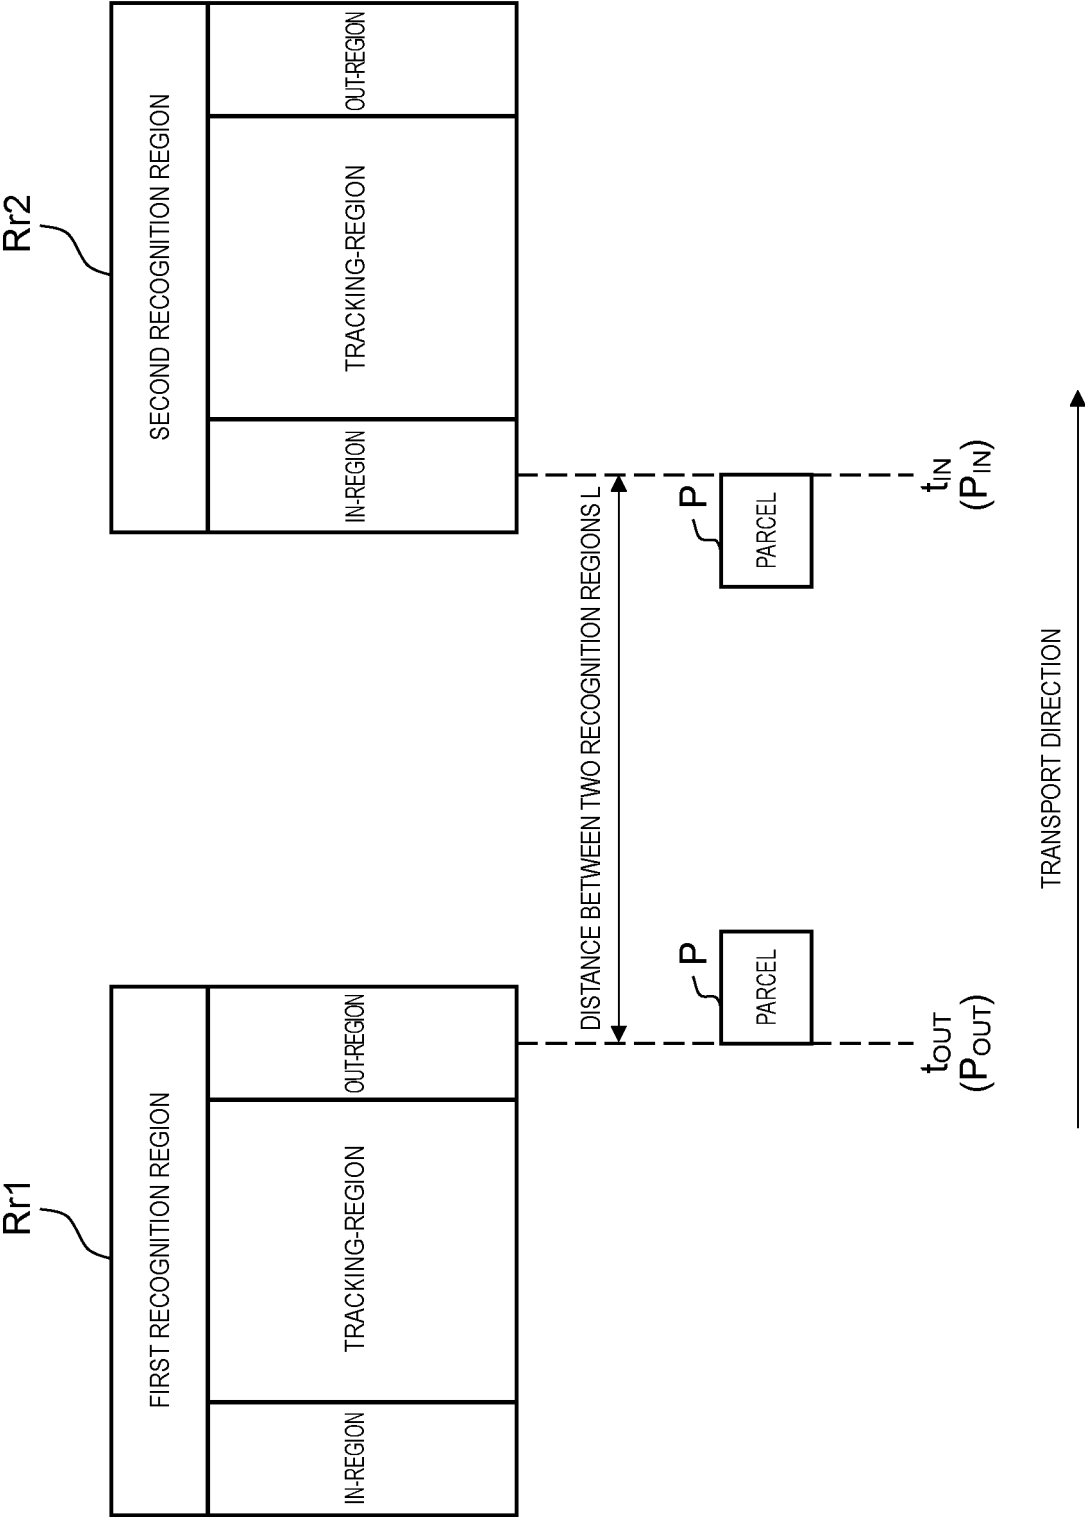 Rr1
FIRST RECOGNITION REGION
IN-REGION
TRACKING-REGION
OUT-REGION
Rr2
SECOND RECOGNITION REGION
IN-REGION
TRACKING-REGION
OUT-REGION
DISTANCE BETWEEN TWO RECOGNITION REGIONS L
P
PARCEL
P
PARCEL
tOUT
(POUT)
tIN
(PIN)
TRANSPORT DIRECTION